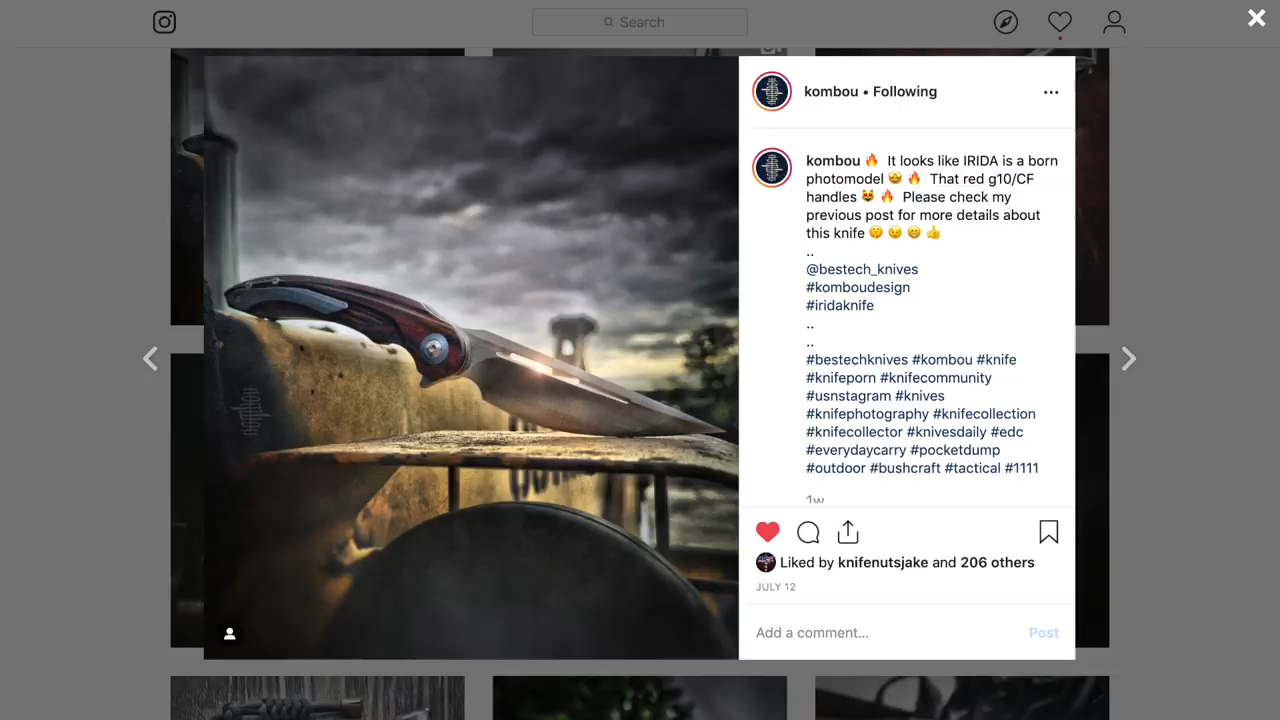 Search
kombou • Following
kombou 🔥 It looks like IRIDA is a born
photomodel 🤩 🔥 That red g10/CF
handles 😻 🔥 Please check my
previous post for more details about
this knife 🤫 😉 😁 👍
..
@bestech_knives
#komboudesign
#iridaknife
..
..
#bestechknives #kombou #knife
#knifeporn #knifecommunity
#usnstagram #knives
#knifephotography #knifecollection
#knifecollector #knivesdaily #edc
#everydaycarry #pocketdump
#outdoor #bushcraft #tactical #1111
1w
Liked by knifenutsjake and 206 others
JULY 12
Add a comment...
Post